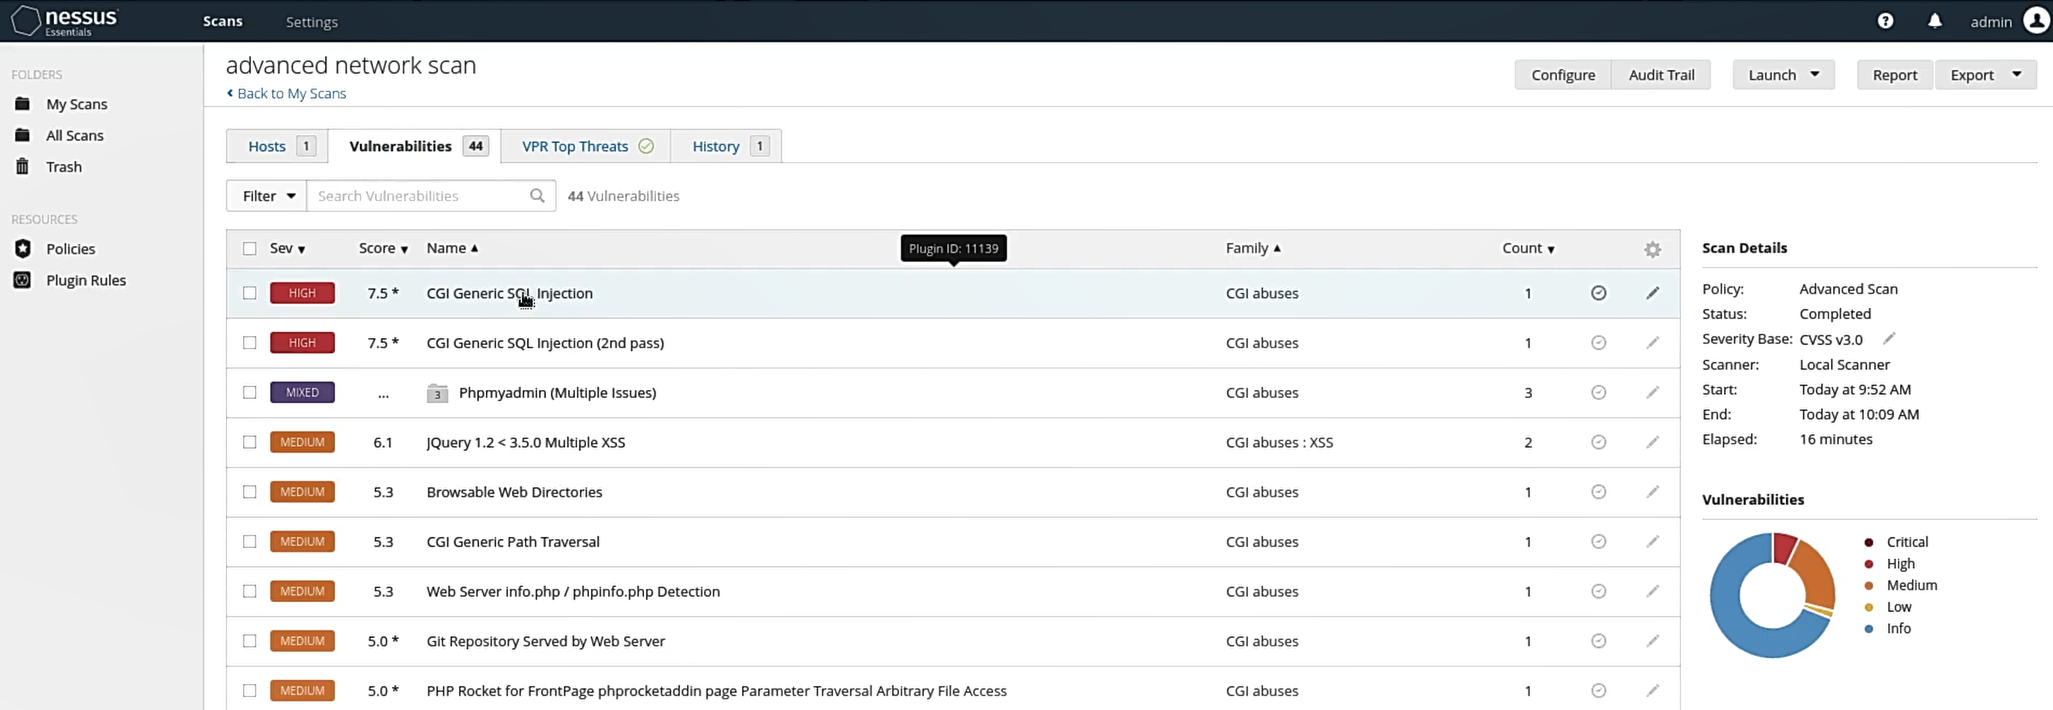 nessus
Essentials
Scans
Settings
admin
FOLDERS
My Scans
All Scans
Trash
RESOURCES
Policies
Plugin Rules
advanced network scan
Back to My Scans
Configure
Audit Trail
Launch
Report
Export
Hosts 1
Vulnerabilities 44
VPR Top Threats
History 1
Filter
Search Vulnerabilities
44 Vulnerabilities
Plugin ID: 11139
Sev Score Name Family Count
HIGH 7.5 * CGI Generic SQL Injection CGI abuses 1
HIGH 7.5 * CGI Generic SQL Injection (2nd pass) CGI abuses 1
MIXED ... 3 Phpmyadmin (Multiple Issues) CGI abuses 3
MEDIUM 6.1 JQuery 1.2 < 3.5.0 Multiple XSS CGI abuses : XSS 2
MEDIUM 5.3 Browsable Web Directories CGI abuses 1
MEDIUM 5.3 CGI Generic Path Traversal CGI abuses 1
MEDIUM 5.3 Web Server info.php / phpinfo.php Detection CGI abuses 1
MEDIUM 5.0 * Git Repository Served by Web Server CGI abuses 1
MEDIUM 5.0 * PHP Rocket for FrontPage phprocketaddin page Parameter Traversal Arbitrary File Access CGI abuses 1
Scan Details
Policy: Advanced Scan
Status: Completed
Severity Base: CVSS v3.0
Scanner: Local Scanner
Start: Today at 9:52 AM
End: Today at 10:09 AM
Elapsed: 16 minutes
Vulnerabilities
Critical
High
Medium
Low
Info